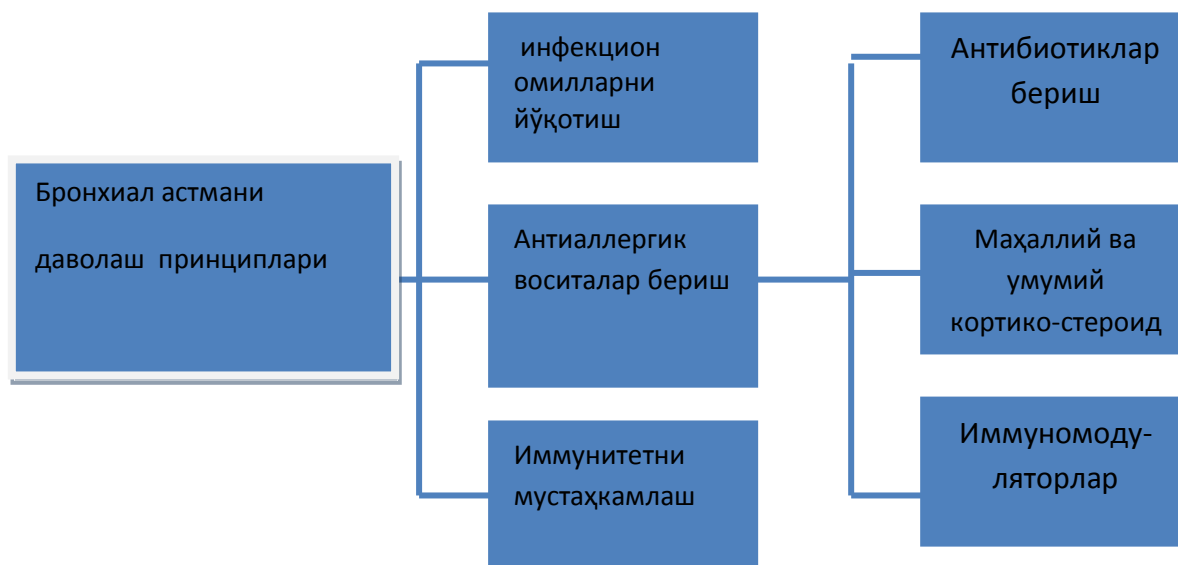 Бронхиал астмани
даволаш принциплари
инфекцион
омилларни
йўқотиш
Антиаллергик
воситалар бериш
Иммунитетни
мустаҳкамлаш
Антибиотиклар
бериш
Маҳаллий ва
умумий
кортико-стероид
Иммуномоду-
ляторлар